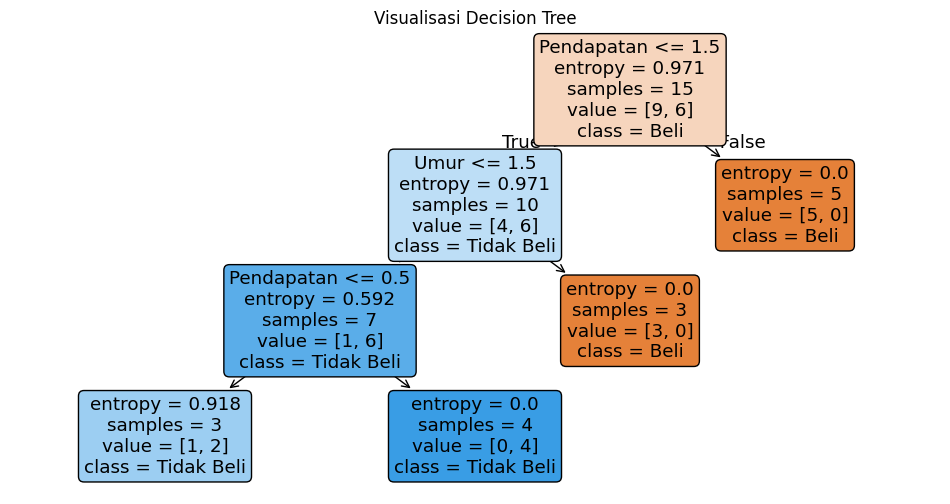 Visualisasi Decision Tree
Pendapatan <= 1.5
entropy = 0.971
samples = 15
value = [9, 6]
class = Beli
True
False
Umur <= 1.5
entropy = 0.971
samples = 10
value = [4, 6]
class = Tidak Beli
entropy = 0.0
samples = 5
value = [5, 0]
class = Beli
Pendapatan <= 0.5
entropy = 0.592
samples = 7
value = [1, 6]
class = Tidak Beli
entropy = 0.0
samples = 3
value = [3, 0]
class = Beli
entropy = 0.918
samples = 3
value = [1, 2]
class = Tidak Beli
entropy = 0.0
samples = 4
value = [0, 4]
class = Tidak Beli